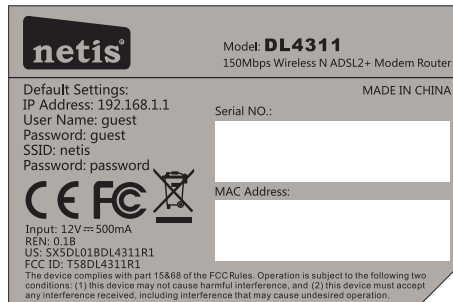 netis®
Model: DL4311
150Mbps Wireless N ADSL2+ Modem Router
Default Settings:
IP Address: 192.168.1.1
User Name: guest
Password: guest
SSID: netis
Password: password
MADE IN CHINA
Serial NO.:
MAC Address:
CE FC
Input: 12V⎓500mA
REN: 0.1B
US: SX5DL01BDL4311R1
FCC ID: T58DL4311R1
The device complies with part 15&68 of the FCC Rules. Operation is subject to the following two
conditions: (1) this device may not cause harmful interference, and (2) this device must accept
any interference received, including interference that may cause undesired operation.